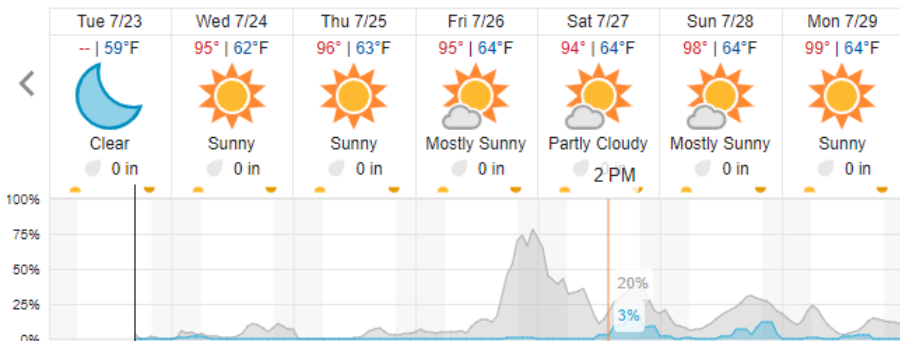 Tue 7/23 Wed 7/24 Thu 7/25 Fri 7/26 Sat 7/27 Sun 7/28 Mon 7/29
-- | 59°F 95° | 62°F 96° | 63°F 95° | 64°F 94° | 64°F 98° | 64°F 99° | 64°F
Clear Sunny Sunny Mostly Sunny Partly Cloudy Mostly Sunny Sunny
0 in 0 in 0 in 0 in 0 in 0 in 0 in
2 PM
100%
75%
50%
25%
0%
20%
3%